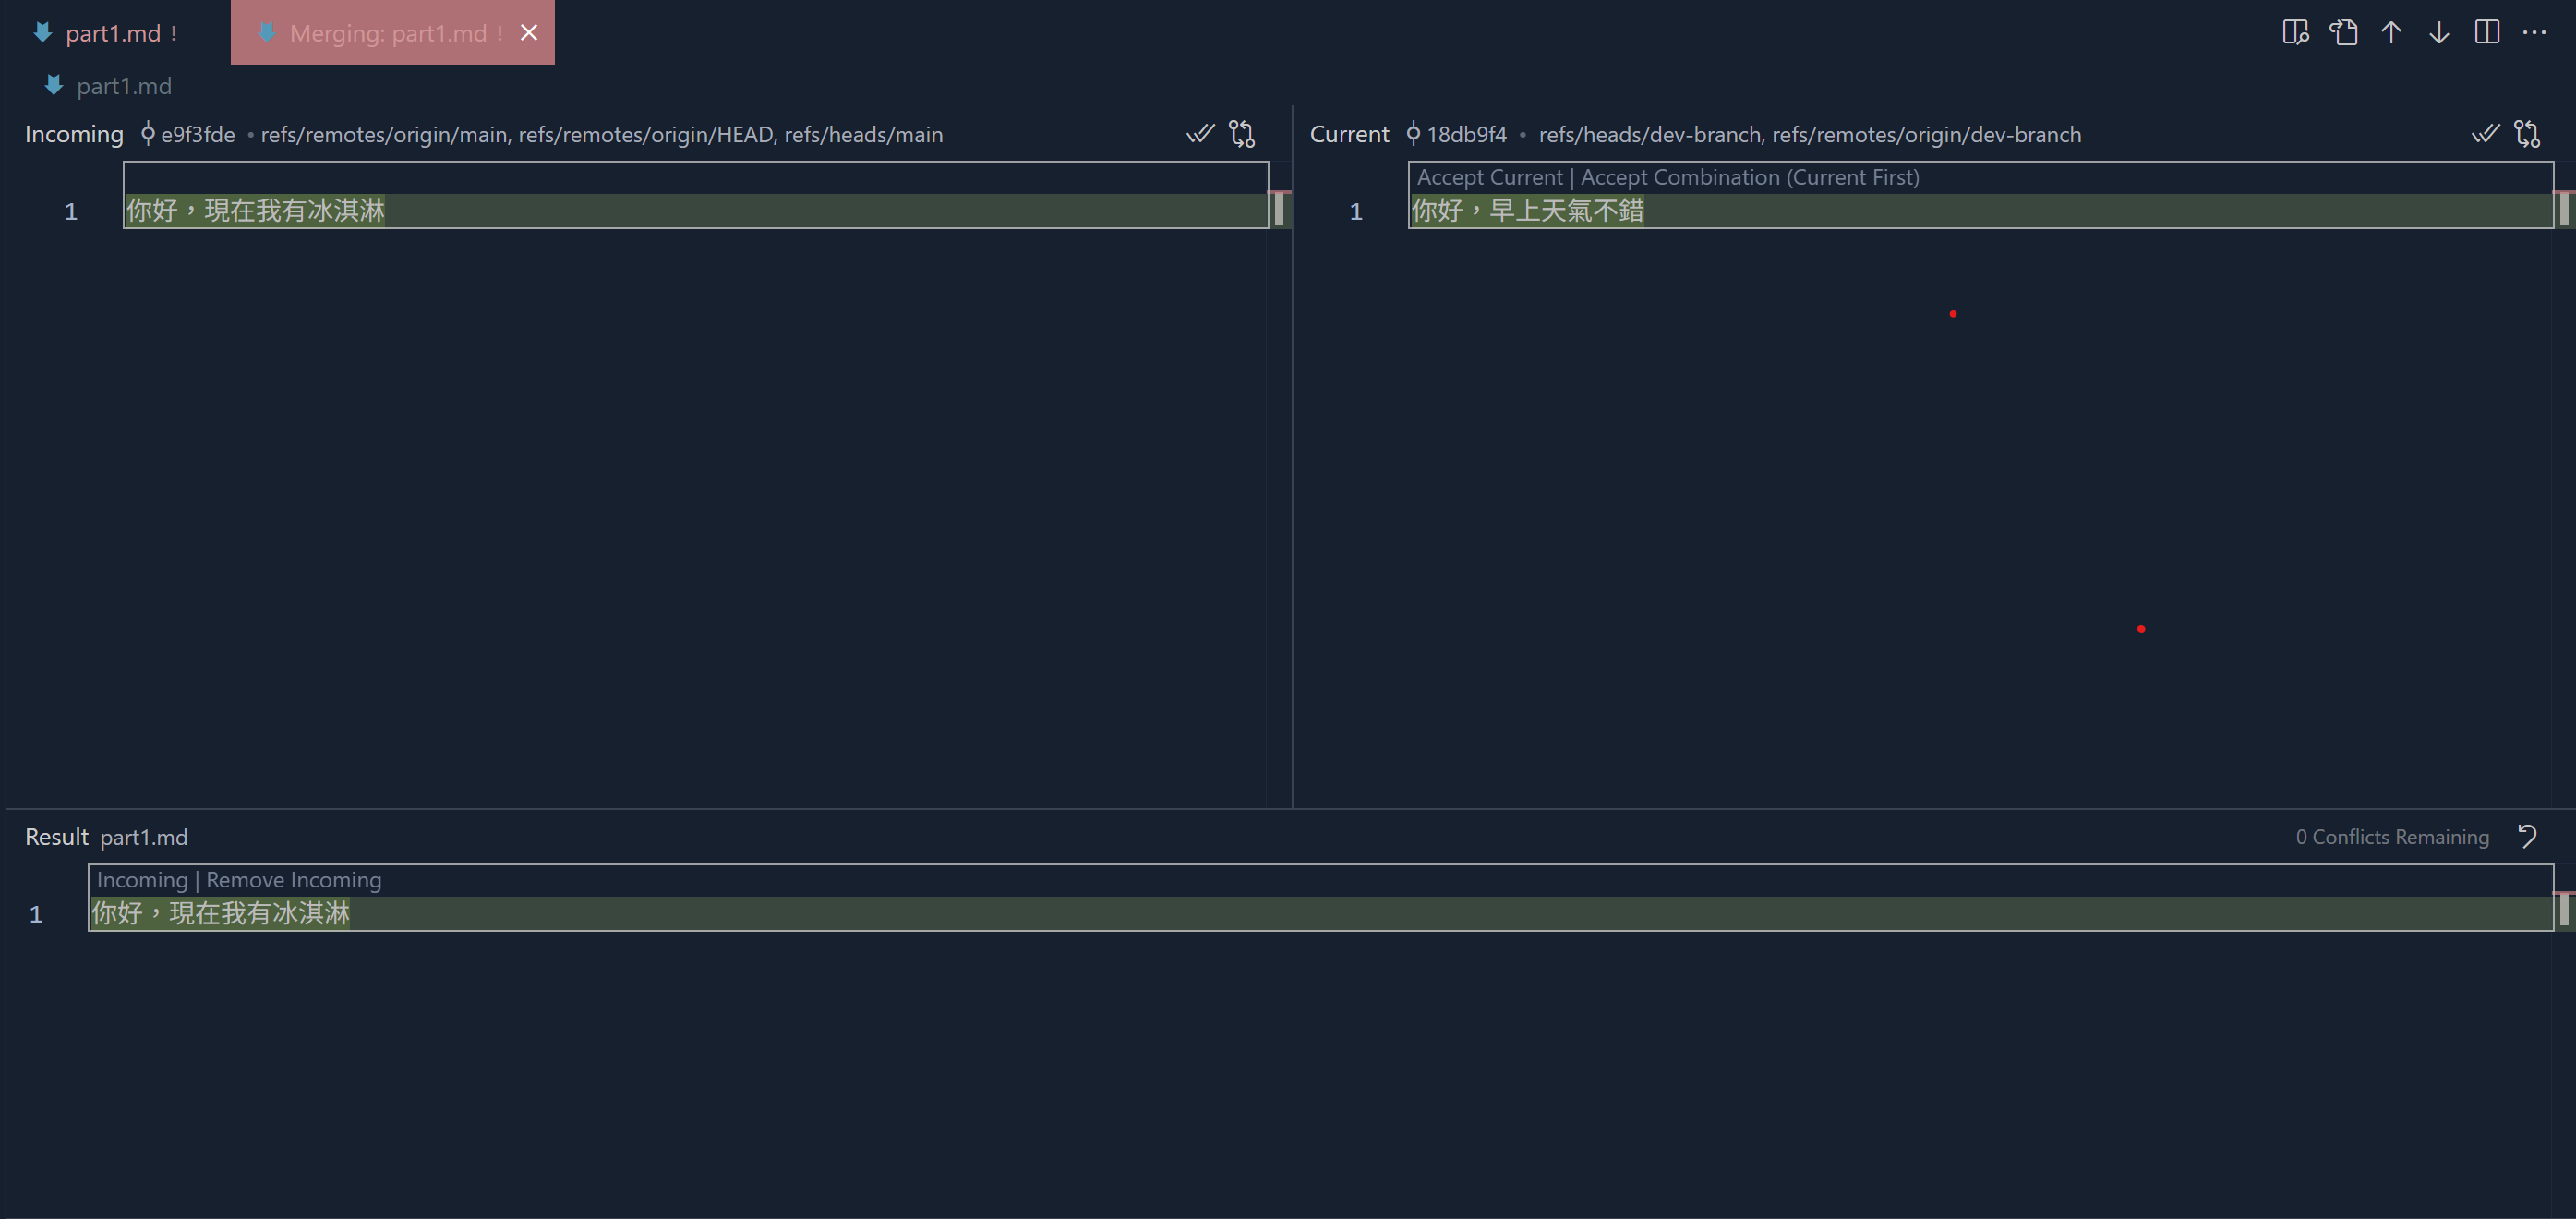 part1.md !
Merging: part1.md !
part1.md
Incoming e9f3fde • refs/remotes/origin/main, refs/remotes/origin/HEAD, refs/heads/main
1 你好，現在我有冰淇淋
Current 18db9f4 • refs/heads/dev-branch, refs/remotes/origin/dev-branch
Accept Current | Accept Combination (Current First)
1 你好，早上天氣不錯
Result part1.md
0 Conflicts Remaining
Incoming | Remove Incoming
1 你好，現在我有冰淇淋